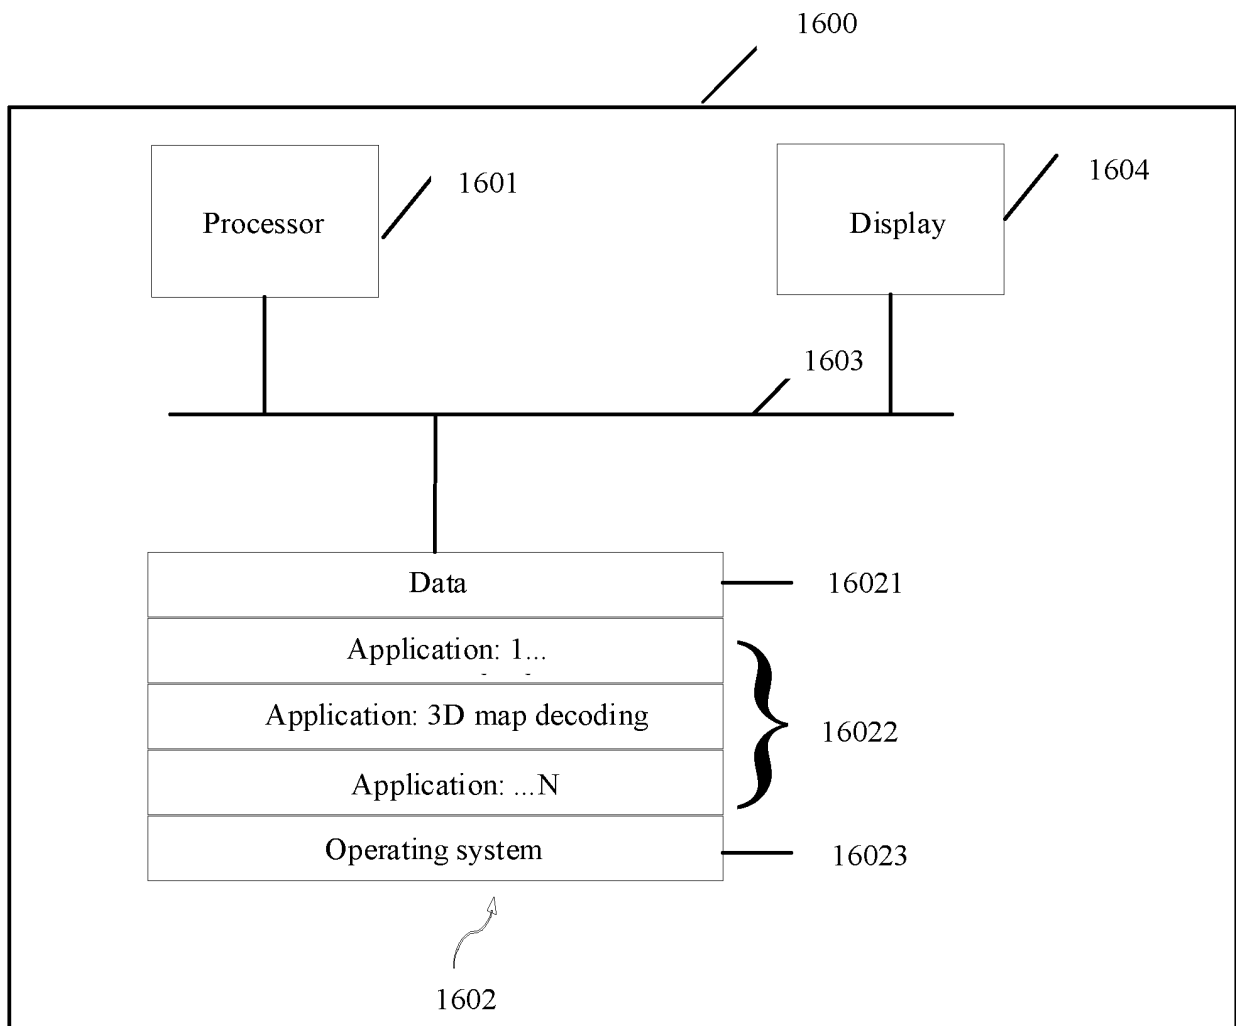 1600
1601
1604
Processor
Display
1603
Data
16021
Application: 1...
Application: 3D map decoding
16022
Application: ...N
Operating system
16023
1602